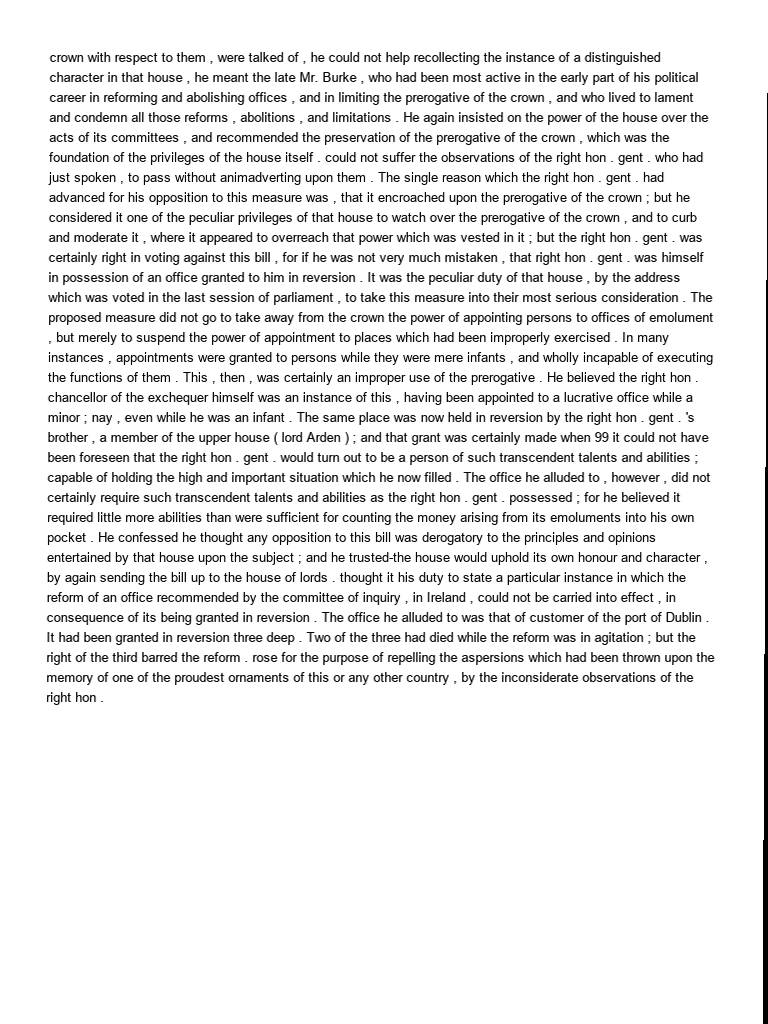 crown with respect to them , were talked of , he could not help recollecting the instance of a distinguished
character in that house , he meant the late Mr. Burke , who had been most active in the early part of his political
career in reforming and abolishing offices , and in limiting the prerogative of the crown , and who lived to lament
and condemn all those reforms , abolitions , and limitations . He again insisted on the power of the house over the
acts of its committees , and recommended the preservation of the prerogative of the crown , which was the
foundation of the privileges of the house itself . could not suffer the observations of the right hon . gent . who had
just spoken , to pass without animadverting upon them . The single reason which the right hon . gent . had
advanced for his opposition to this measure was , that it encroached upon the prerogative of the crown ; but he
considered it one of the peculiar privileges of that house to watch over the prerogative of the crown , and to curb
and moderate it , where it appeared to overreach that power which was vested in it ; but the right hon . gent . was
certainly right in voting against this bill , for if he was not very much mistaken , that right hon . gent . was himself
in possession of an office granted to him in reversion . It was the peculiar duty of that house , by the address
which was voted in the last session of parliament , to take this measure into their most serious consideration . The
proposed measure did not go to take away from the crown the power of appointing persons to offices of emolument
, but merely to suspend the power of appointment to places which had been improperly exercised . In many
instances , appointments were granted to persons while they were mere infants , and wholly incapable of executing
the functions of them . This , then , was certainly an improper use of the prerogative . He believed the right hon .
chancellor of the exchequer himself was an instance of this , having been appointed to a lucrative office while a
minor ; nay , even while he was an infant . The same place was now held in reversion by the right hon . gent . 's
brother , a member of the upper house ( lord Arden ) ; and that grant was certainly made when 99 it could not have
been foreseen that the right hon . gent . would turn out to be a person of such transcendent talents and abilities ;
capable of holding the high and important situation which he now filled . The office he alluded to , however , did not
certainly require such transcendent talents and abilities as the right hon . gent . possessed ; for he believed it
required little more abilities than were sufficient for counting the money arising from its emoluments into his own
pocket . He confessed he thought any opposition to this bill was derogatory to the principles and opinions
entertained by that house upon the subject ; and he trusted-the house would uphold its own honour and character ,
by again sending the bill up to the house of lords . thought it his duty to state a particular instance in which the
reform of an office recommended by the committee of inquiry , in Ireland , could not be carried into effect , in
consequence of its being granted in reversion . The office he alluded to was that of customer of the port of Dublin .
It had been granted in reversion three deep . Two of the three had died while the reform was in agitation ; but the
right of the third barred the reform . rose for the purpose of repelling the aspersions which had been thrown upon the
memory of one of the proudest ornaments of this or any other country , by the inconsiderate observations of the
right hon .